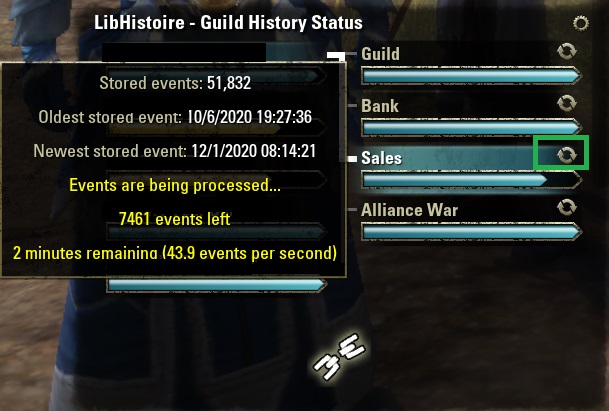 LibHistoire - Guild History Status
Stored events: 51,832
Oldest stored event: 10/6/2020 19:27:36
Newest stored event: 12/1/2020 08:14:21
Events are being processed...
7461 events left
2 minutes remaining (43.9 events per second)
Guild
Bank
Sales
Alliance War